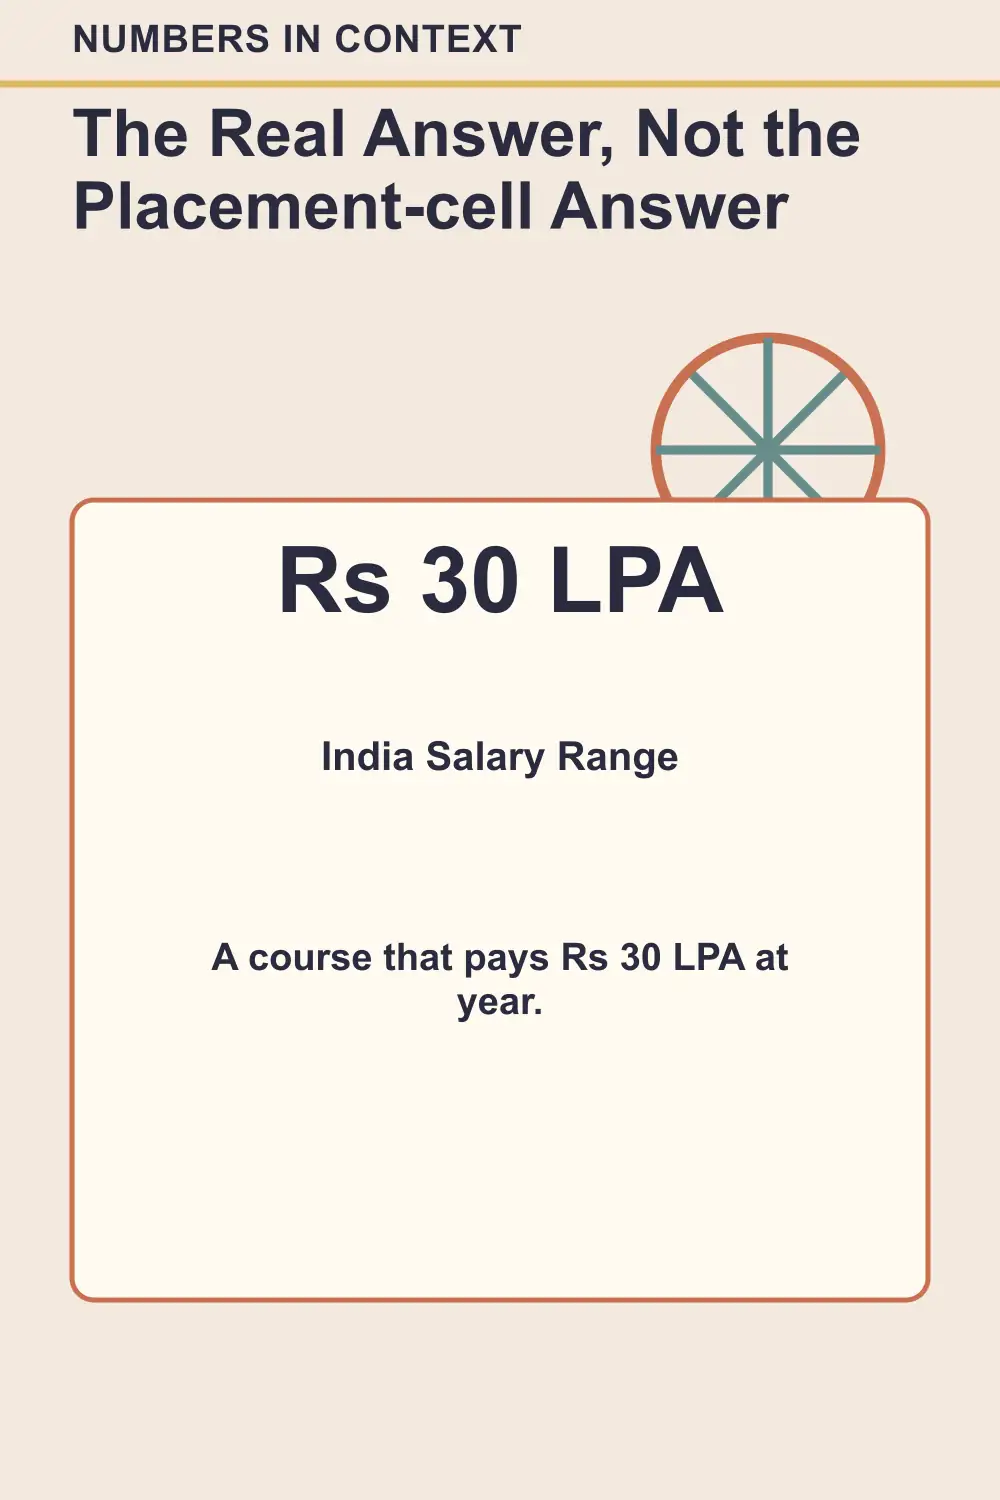 NUMBERS IN CONTEXT
The Real Answer, Not the
Placement-cell Answer
Rs 30 LPA
India Salary Range
A course that pays Rs 30 LPA at
year.